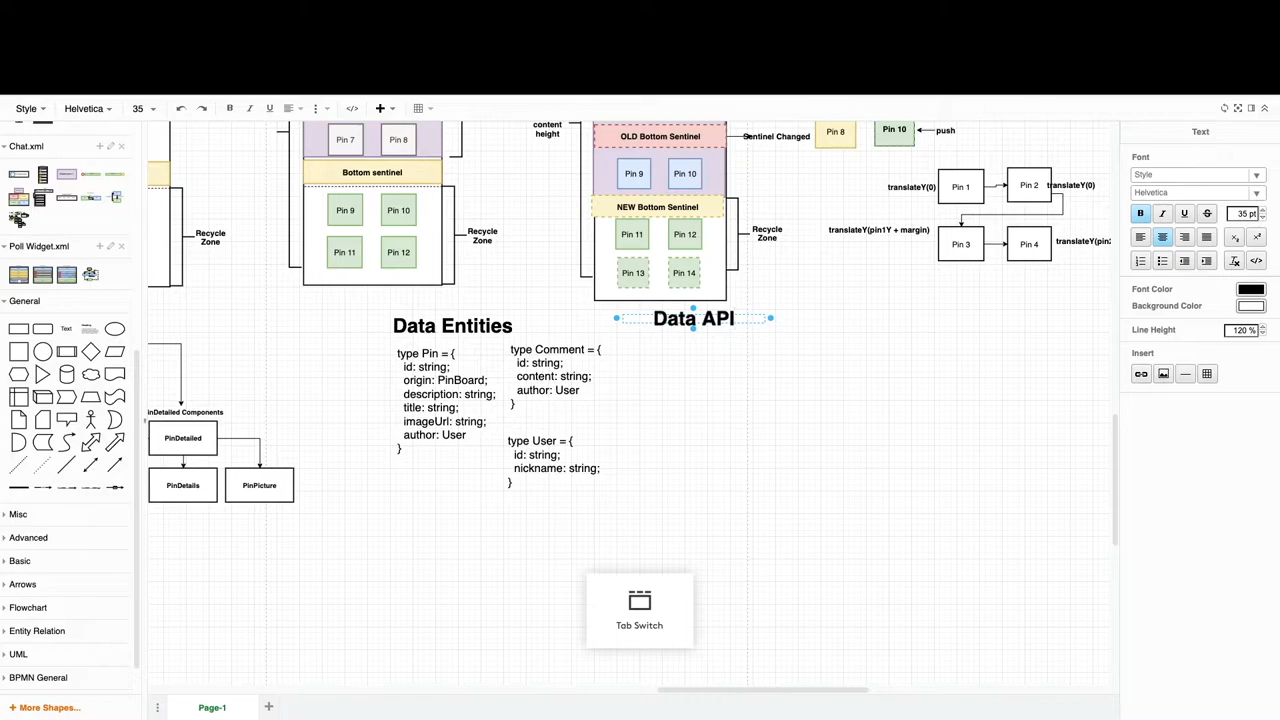 Style
Helvetica
35
B
I
U
Chat.xml
Poll Widget.xml
General
Text
Misc
Advanced
Basic
Arrows
Flowchart
Entity Relation
UML
BPMN General
More Shapes...
Recycle
Zone
inDetailed Components
PinDetailed
PinDetails
PinPicture
Pin 7
Pin 8
Bottom sentinel
Pin 9
Pin 10
Pin 11
Pin 12
Recycle
Zone
content
height
OLD Bottom Sentinel
Sentinel Changed
Pin 9
Pin 10
NEW Bottom Sentinel
Pin 11
Pin 12
Pin 13
Pin 14
Recycle
Zone
Pin 8
Pin 10
push
translateY(0)
Pin 1
Pin 2
translateY(0)
translateY(pin1Y + margin)
Pin 3
Pin 4
translateY(pin2
Data Entities
type Pin = {
id: string;
origin: PinBoard;
description: string;
title: string;
imageUrl: string;
author: User
}
type Comment = {
id: string;
content: string;
author: User
}
type User = {
id: string;
nickname: string;
}
Data API
Tab Switch
Page-1
Text
Font
Style
Helvetica
B
I
U
S
35 pt
Font Color
Background Color
Line Height
120 %
Insert